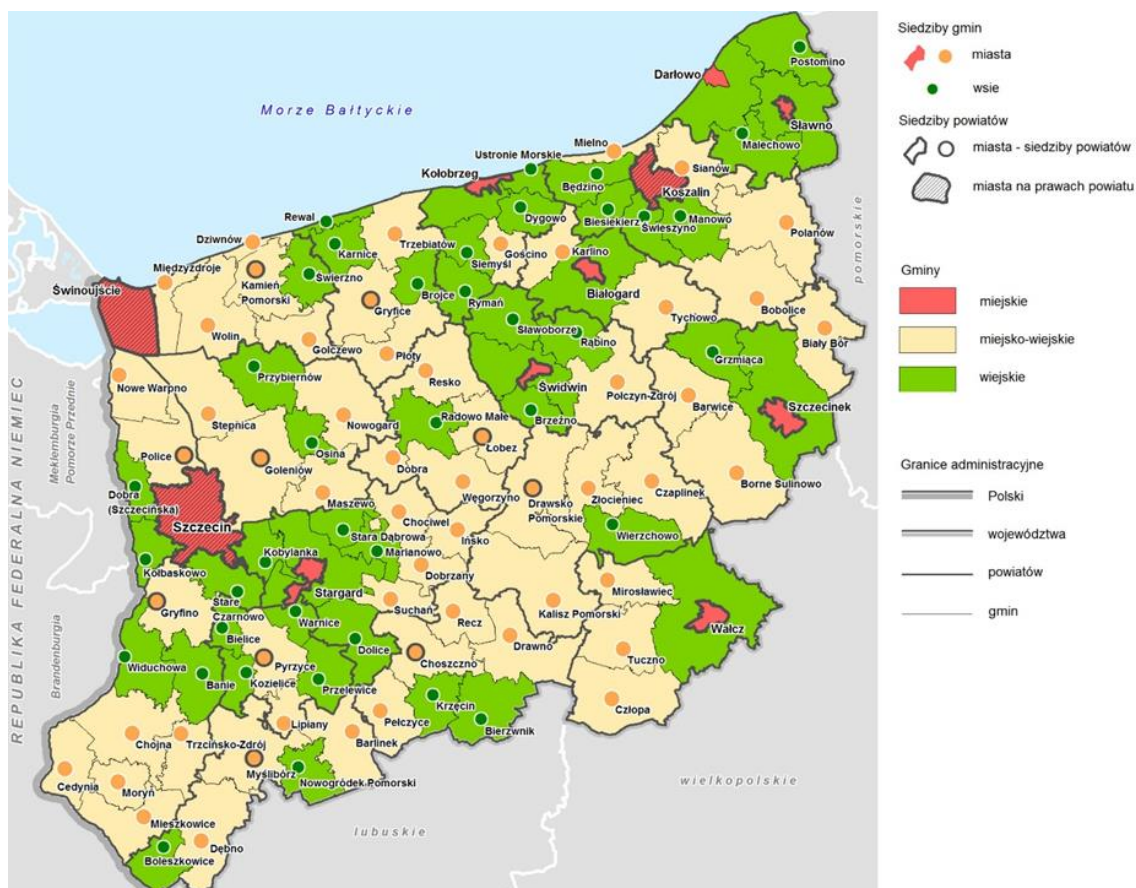 Siedziby gmin
miasta
wsie
Siedziby powiatów
miasta - siedziby powiatów
miasta na prawach powiatu
Gminy
miejskie
miejsko-wiejskie
wiejskie
Granice administracyjne
Polski
województwa
powiatów
gmin
Morze Bałtyckie
REPUBLIKA FEDERALNA NIEMIEC
Meklemburgia
Pomorze Przednie
Brandenburgia
pomorskie
wielkopolskie
lubuskie
Postomino
Darłowo
Sławno
Malechowo
Mielno
Ustronie Morskie
Sianów
Kołobrzeg
Będzino
Koszalin
Rewal
Dygowo
Biesiekierz
Manowo
Świeszyno
Polanów
Dziwnów
Karnice
Trzebiatów
Gościno
Karlino
Siemyśl
Międzyzdroje
Kamień
Pomorski
Świerzno
Świnoujście
Brojce
Rymań
Białogard
Gryfice
Tychowo
Bobolice
Wolin
Sławoborze
Rąbino
Biały Bór
Golczewo
Płoty
Grzmiąca
Przybiernów
Resko
Świdwin
Nowe Warpno
Połczyn-Zdrój
Barwice
Szczecinek
Stepnica
Nowogard
Radowo Małe
Brzeżno
Osina
Łobez
Police
Goleniów
Dobra
Borne Sulinowo
Dobra
(Szczecińska)
Maszewo
Węgorzyno
Drawsko
Pomorskie
Złocieniec
Czaplinek
Szczecin
Chociwel
Stara Dąbrowa
Ińsko
Wierzchowo
Kobylanka
Marianowo
Kołbaskowo
Dobrzany
Stargard
Mirosławiec
Stare
Czarnowo
Suchań
Gryfino
Warnice
Recz
Kalisz Pomorski
Wałcz
Bielice
Dolice
Drawno
Widuchowa
Pyrzyce
Choszczno
Tuczno
Banie
Kozielice
Przelewice
Krzęcin
Człopa
Pełczyce
Bierzwnik
Lipiany
Chojna
Trzcińsko-Zdrój
Barlinek
Myślibórz
Nowogródek Pomorski
Cedynia
Moryń
Mieszkowice
Dębno
Boleszkowice